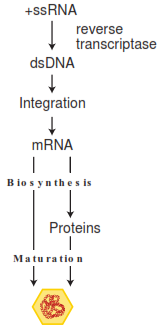 +ssRNA
reverse
transcriptase
dsDNA
Integration
mRNA
Biosynthesis
Proteins
Maturation